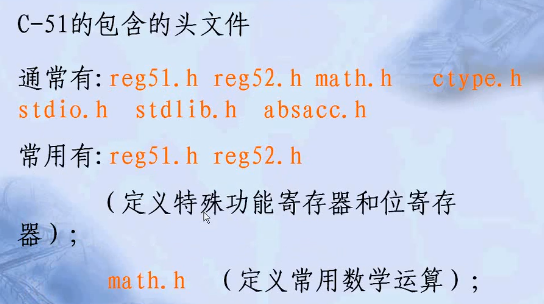 C-51的包含的头文件
通常有:reg51.h reg52.h math.h ctype.h
stdio.h stdlib.h absacc.h
常用有:reg51.h reg52.h
(定义特殊功能寄存器和位寄存
器);
math.h (定义常用数学运算);